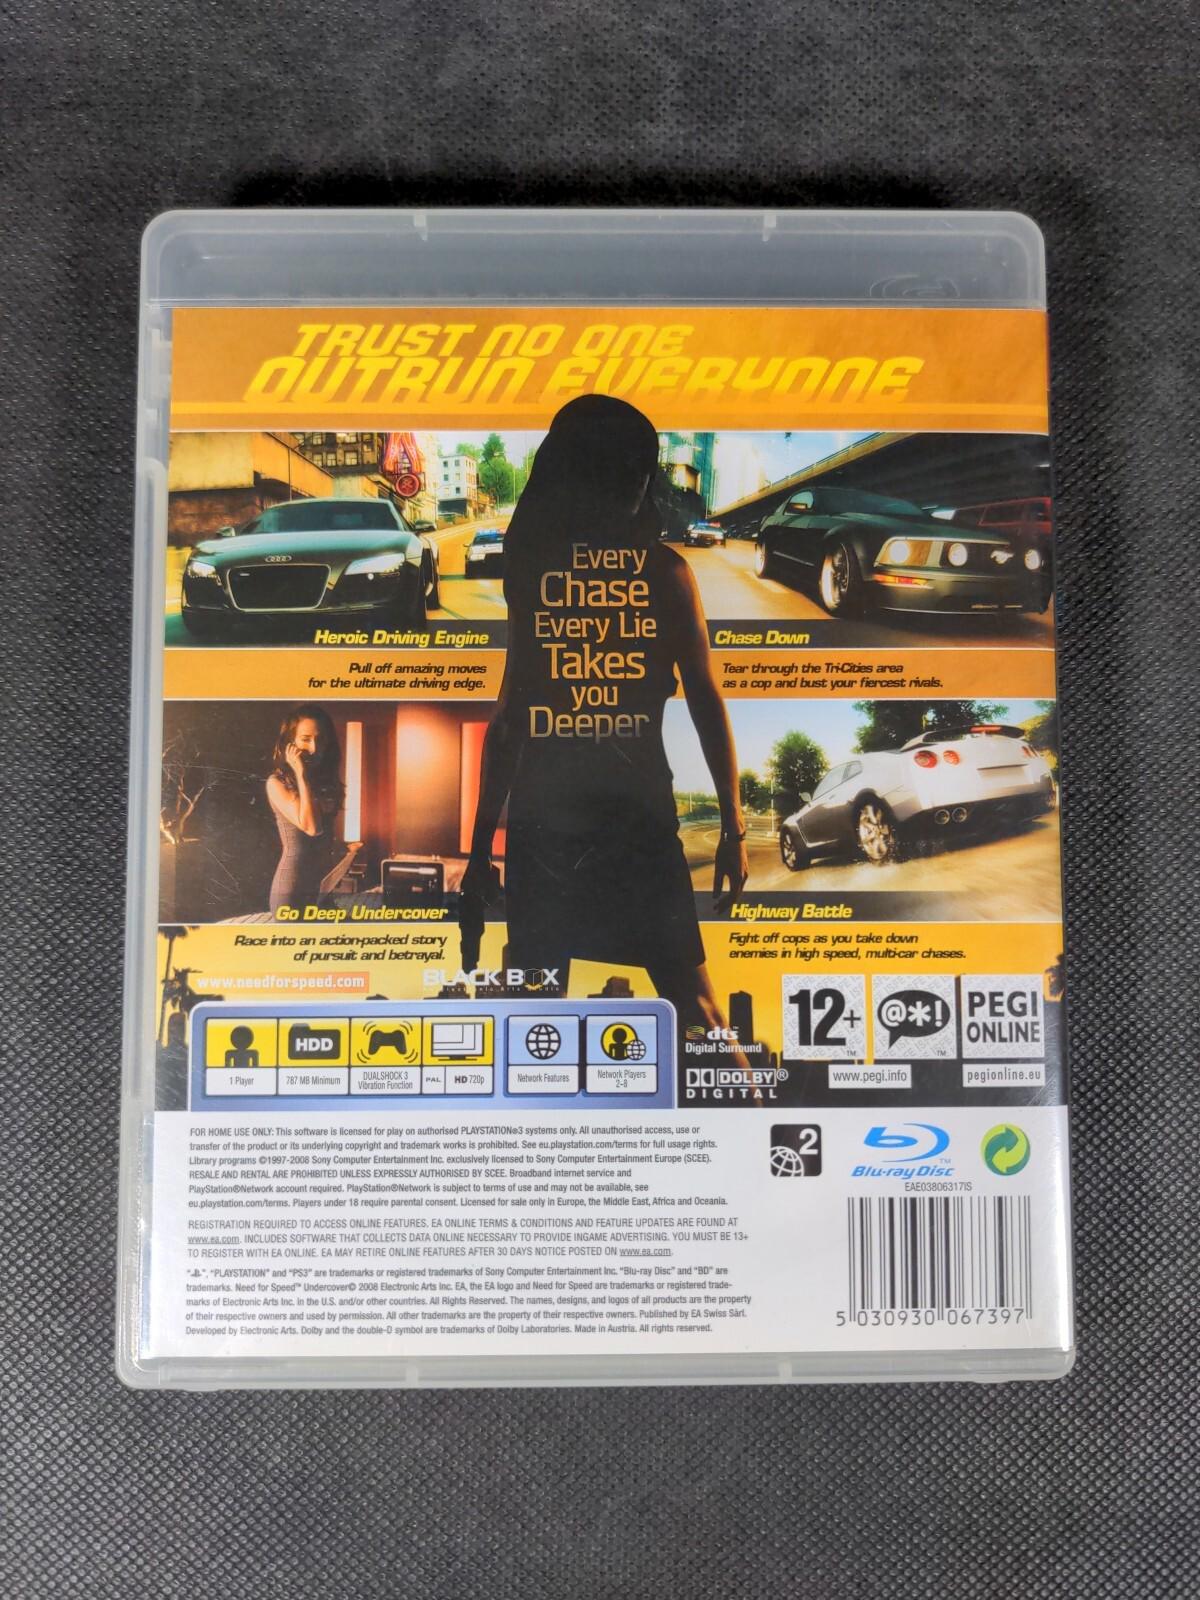 TRUST NO ONE
OUTRUN EVERYONE
Every
Chase
Every Lie
Takes
you
Deeper
Heroic Driving Engine
Pull off amazing moves
for the ultimate driving edge.
Chase Down
Tear through the Tri-Cities area
as a cop and bust your fiercest rivals.
Go Deep Undercover
Race into an action-packed story
of pursuit and betrayal.
Highway Battle
Fight off cops as you take down
enemies in high speed, multi-car chases.
www.needforspeed.com
BLACK BOX
1 Player
HDD
787 MB Minimum
DUALSHOCK 3
Vibration Function
PAL
HD 720p
Network Features
Network Players
2-8
dts™
Digital Surround
DOLBY®
DIGITAL
12+
™
@*!
™
www.pegi.info
PEGI
ONLINE
pegionline.eu
FOR HOME USE ONLY: This software is licensed for play on authorised PLAYSTATION®3 systems only. All unauthorised access, use or
transfer of the product or its underlying copyright and trademark works is prohibited. See eu.playstation.com/terms for full usage rights.
Library programs ©1997-2008 Sony Computer Entertainment Inc. exclusively licensed to Sony Computer Entertainment Europe (SCEE).
RESALE AND RENTAL ARE PROHIBITED UNLESS EXPRESSLY AUTHORISED BY SCEE. Broadband internet service and
PlayStation®Network account required. PlayStation®Network is subject to terms of use and may not be available, see
eu.playstation.com/terms. Players under 18 require parental consent. Licensed for sale only in Europe, the Middle East, Africa and Oceania.
REGISTRATION REQUIRED TO ACCESS ONLINE FEATURES. EA ONLINE TERMS & CONDITIONS AND FEATURE UPDATES ARE FOUND AT
www.ea.com. INCLUDES SOFTWARE THAT COLLECTS DATA ONLINE NECESSARY TO PROVIDE INGAME ADVERTISING. YOU MUST BE 13+
TO REGISTER WITH EA ONLINE. EA MAY RETIRE ONLINE FEATURES AFTER 30 DAYS NOTICE POSTED ON www.ea.com.
" ", "PLAYSTATION" and "PS3" are trademarks or registered trademarks of Sony Computer Entertainment Inc. "Blu-ray Disc" and "BD" are
trademarks. Need for Speed™ Undercover© 2008 Electronic Arts Inc. EA, the EA logo and Need for Speed are trademarks or registered trade-
marks of Electronic Arts Inc. in the U.S. and/or other countries. All Rights Reserved. The names, designs, and logos of all products are the property
of their respective owners and used by permission. All other trademarks are the property of their respective owners. Published by EA Swiss Sàrl.
Developed by Electronic Arts. Dolby and the double-D symbol are trademarks of Dolby Laboratories. Made in Austria. All rights reserved.
2
Blu-ray Disc™
EAE03806317IS
5 030930 067397